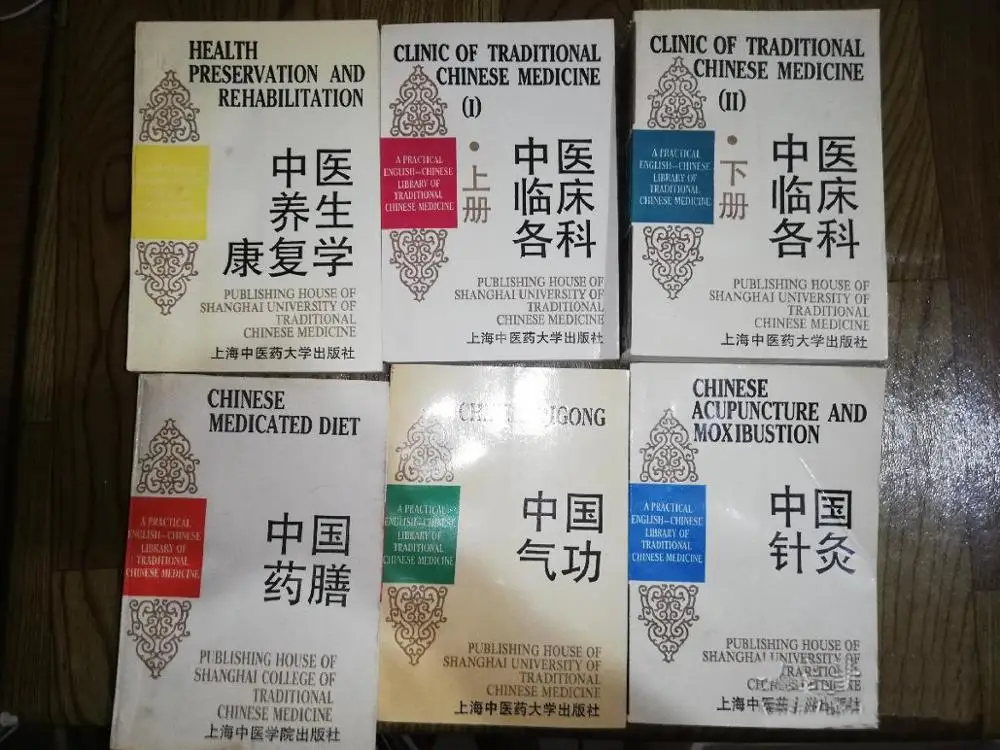 HEALTH
PRESERVATION AND
REHABILITATION
中医
养生
康复学
PUBLISHING HOUSE OF
SHANGHAI UNIVERSITY OF
TRADITIONAL
CHINESE MEDICINE
上海中医药大学出版社
CLINIC OF TRADITIONAL
CHINESE MEDICINE
(I)
A PRACTICAL
ENGLISH—CHINESE
LIBRARY OF
TRADITIONAL
CHINESE MEDICINE
·上册
中医
临床
各科
PUBLISHING HOUSE OF
SHANGHAI UNIVERSITY OF
TRADITIONAL
CHINESE MEDICINE
上海中医药大学出版社
CLINIC OF TRADITIONAL
CHINESE MEDICINE
(II)
A PRACTICAL
ENGLISH—CHINESE
LIBRARY OF
TRADITIONAL
CHINESE MEDICINE
·下册
中医
临床
各科
PUBLISHING HOUSE OF
SHANGHAI UNIVERSITY OF
TRADITIONAL
CHINESE MEDICINE
上海中医药大学出版社
CHINESE
MEDICATED DIET
A PRACTICAL
ENGLISH—CHINESE
LIBRARY OF
TRADITIONAL
CHINESE MEDICINE
中国
药膳
PUBLISHING HOUSE OF
SHANGHAI COLLEGE OF
TRADITIONAL
CHINESE MEDICINE
上海中医学院出版社
A PRACTICAL
ENGLISH—CHINESE
LIBRARY OF
TRADITIONAL
CHINESE MEDICINE
中国
气功
PUBLISHING HOUSE OF
SHANGHAI UNIVERSITY OF
TRADITIONAL
CHINESE MEDICINE
上海中医药大学出版社
CHINESE
ACUPUNCTURE AND
MOXIBUSTION
A PRACTICAL
ENGLISH—CHINESE
LIBRARY OF
TRADITIONAL
CHINESE MEDICINE
中国
针灸
PUBLISHING HOUSE OF
SHANGHAI UNIVERSITY OF